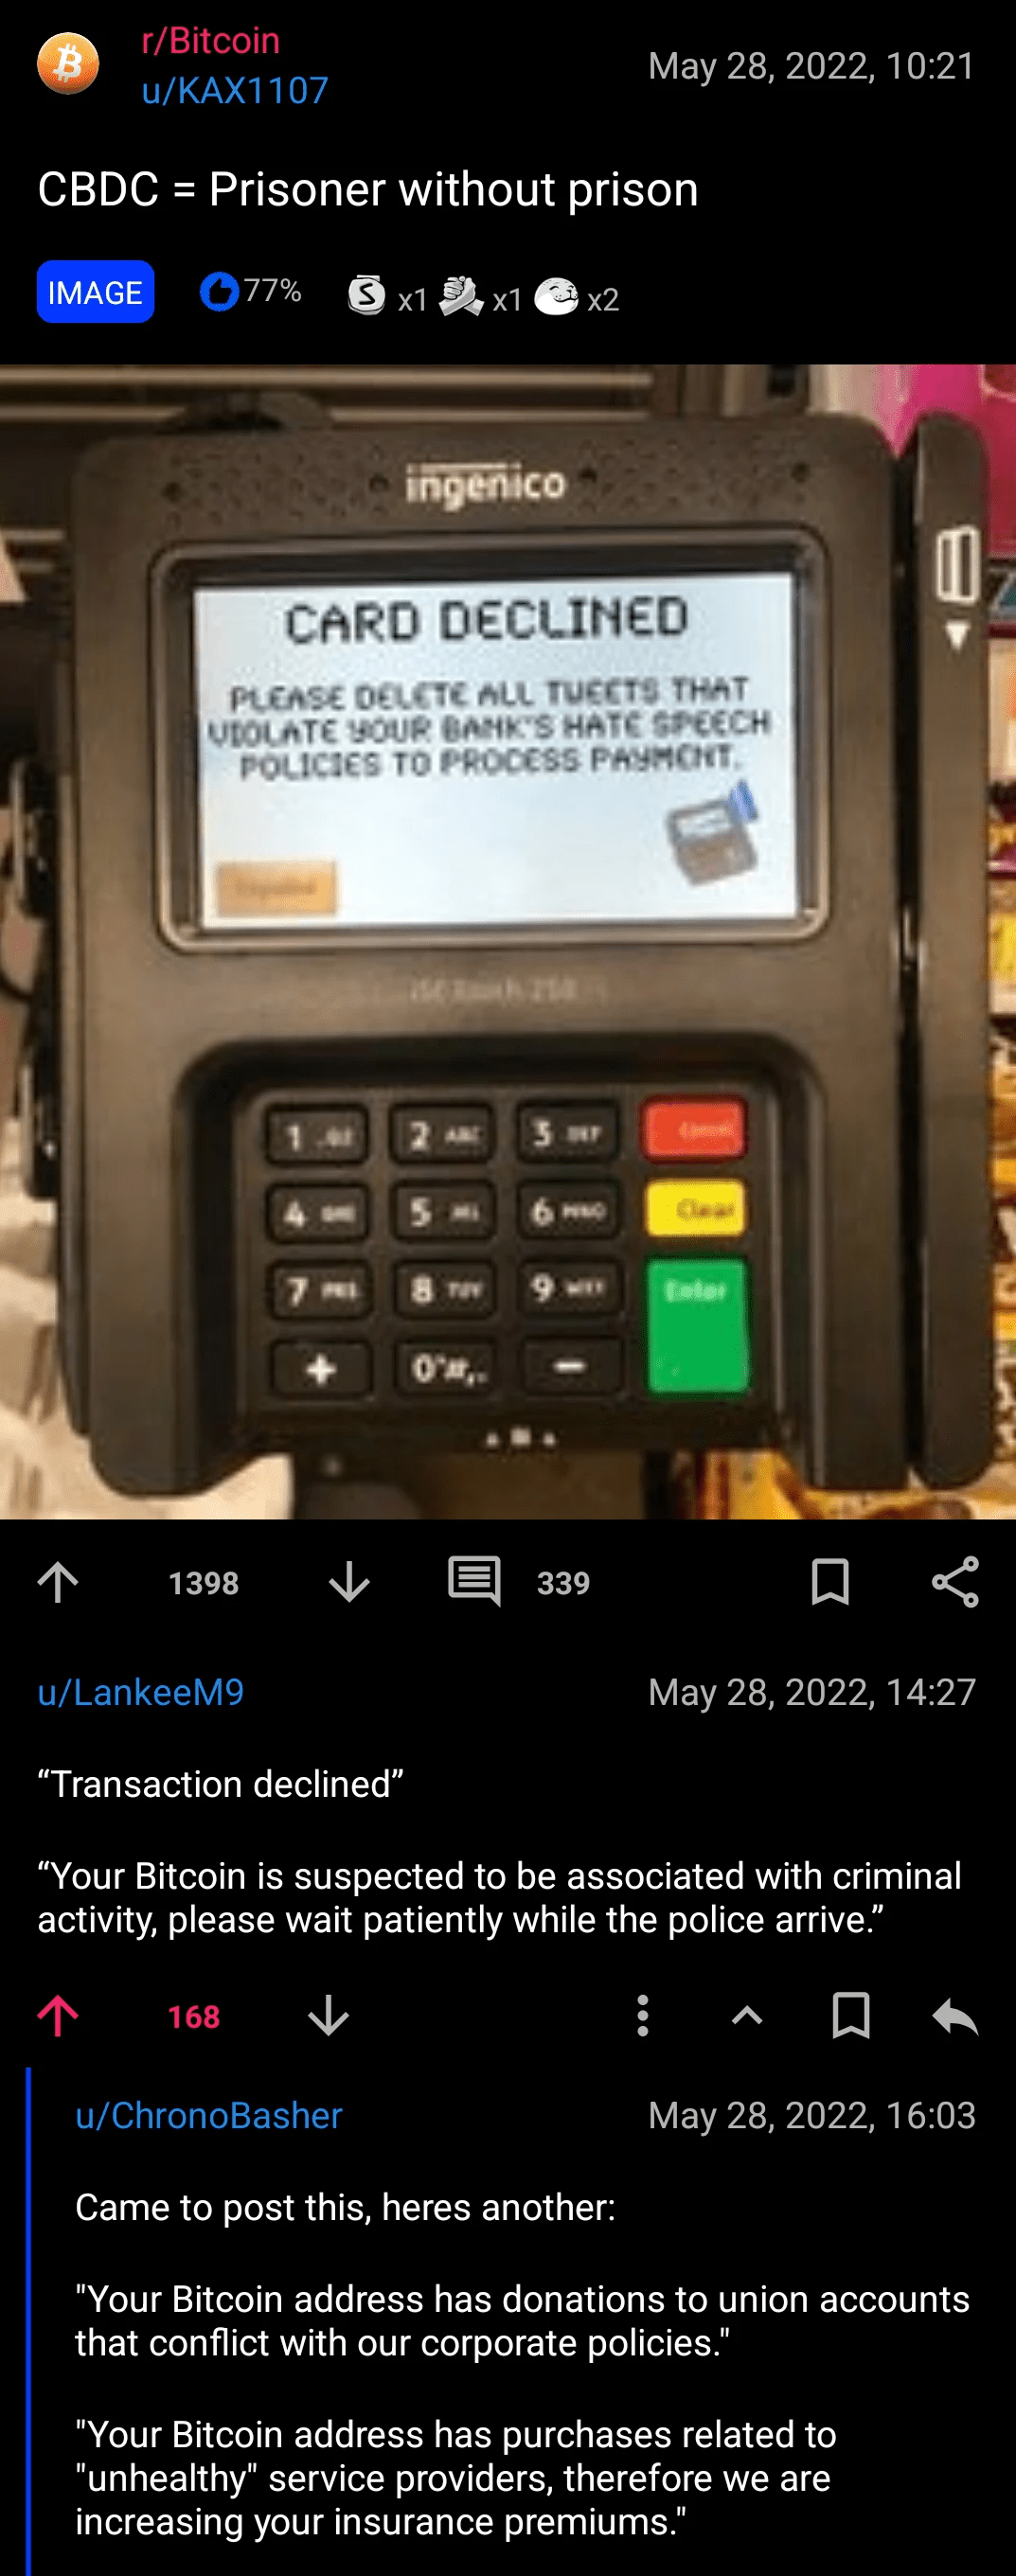 r/Bitcoin
u/KAX1107
May 28, 2022, 10:21
CBDC = Prisoner without prison
IMAGE
77%
x1
x1
x2
ingenico
CARD DECLINED
PLEASE DELETE ALL TWEETS THAT
VIOLATE YOUR BANK'S HATE SPEECH
POLICIES TO PROCESS PAYMENT.
1
2 ABC
3 DEF
4
5
6 MNO
Clear
7
8 TUV
9
Enter
+
-
1398
339
u/LankeeM9
May 28, 2022, 14:27
“Transaction declined”
“Your Bitcoin is suspected to be associated with criminal
activity, please wait patiently while the police arrive.”
168
u/ChronoBasher
May 28, 2022, 16:03
Came to post this, heres another:
"Your Bitcoin address has donations to union accounts
that conflict with our corporate policies."
"Your Bitcoin address has purchases related to
"unhealthy" service providers, therefore we are
increasing your insurance premiums."